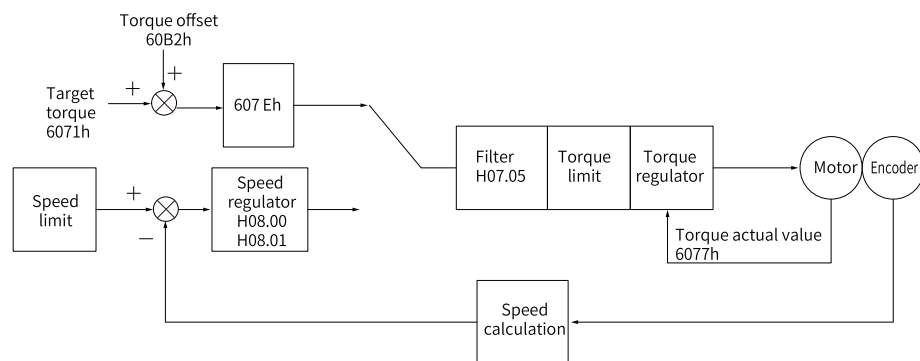 Torque offset
60B2h
+
+
Target
torque
6071h
607 Eh
Filter
H07.05
Torque
limit
Torque
regulator
Motor
Encoder
Speed
limit
+
−
Speed
regulator
H08.00
H08.01
Torque actual value
6077h
Speed
calculation